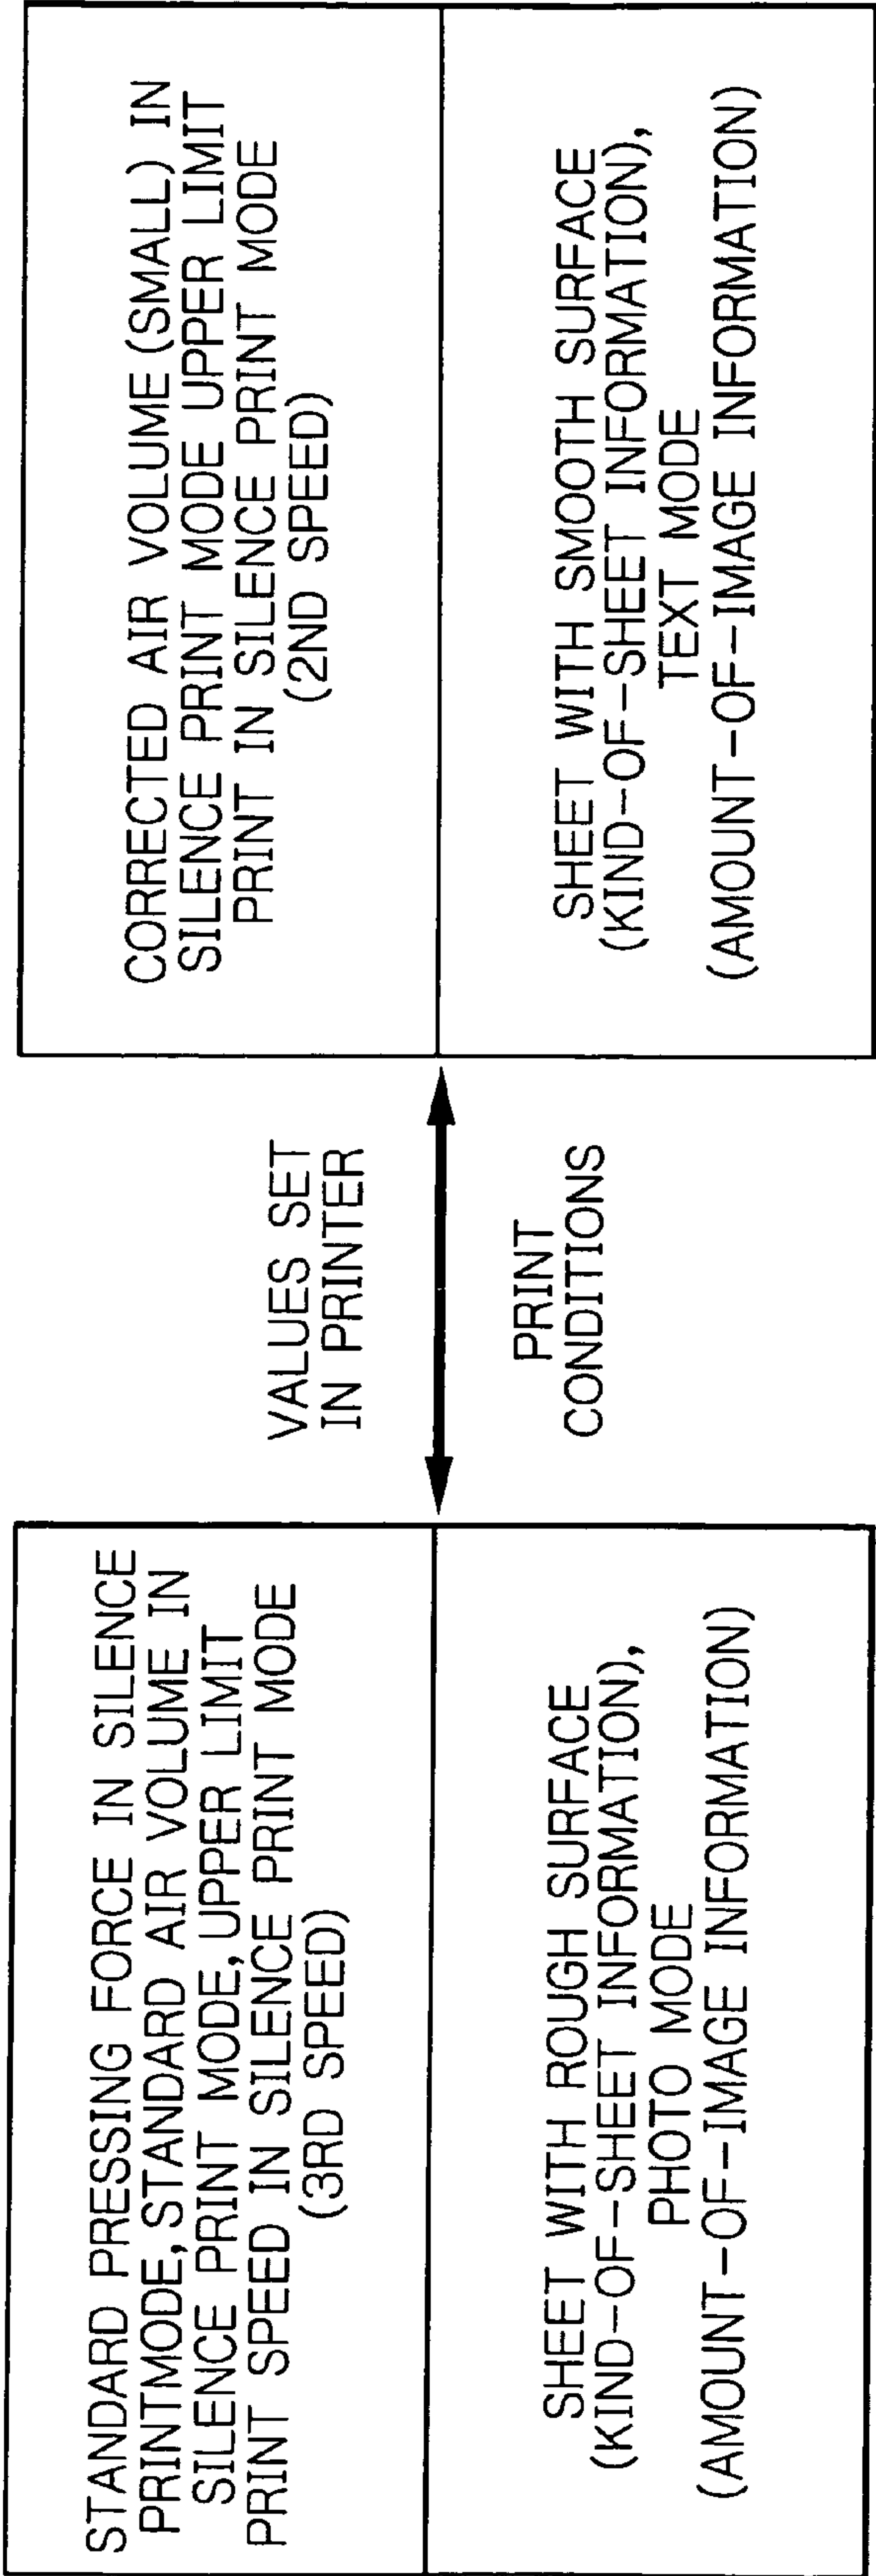 STANDARD PRESSING FORCE IN SILENCE
PRINTMODE, STANDARD AIR VOLUME IN
SILENCE PRINT MODE, UPPER LIMIT
PRINT SPEED IN SILENCE PRINT MODE
(3RD SPEED)
SHEET WITH ROUGH SURFACE
(KIND-OF-SHEET INFORMATION),
PHOTO MODE
(AMOUNT-OF-IMAGE INFORMATION)
VALUES SET
IN PRINTER
PRINT
CONDITIONS
CORRECTED AIR VOLUME (SMALL) IN
SILENCE PRINT MODE UPPER LIMIT
PRINT IN SILENCE PRINT MODE
(2ND SPEED)
SHEET WITH SMOOTH SURFACE
(KIND-OF-SHEET INFORMATION),
TEXT MODE
(AMOUNT-OF-IMAGE INFORMATION)